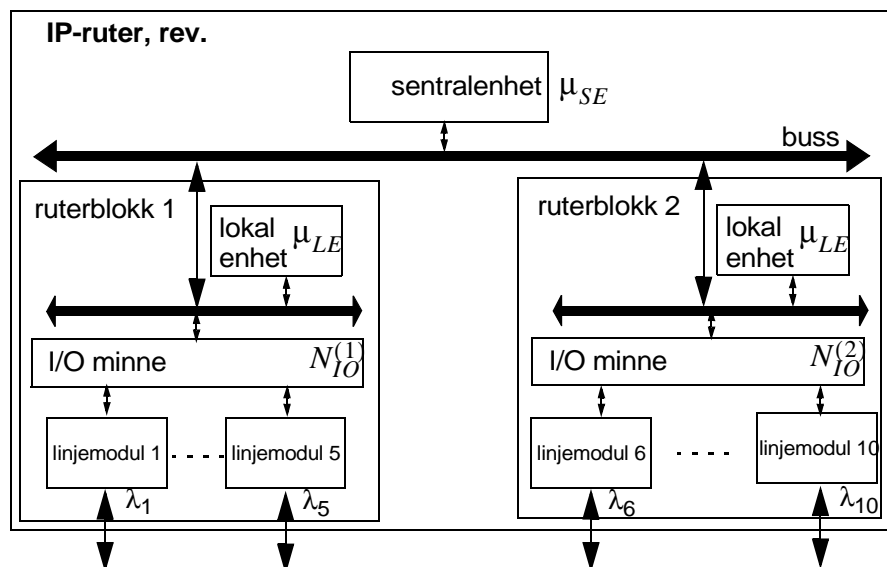 IP-ruter, rev.
sentralenhet μ_SE
buss
ruterblokk 1
lokal enhet μ_LE
ruterblokk 2
lokal enhet μ_LE
I/O minne N_IO^(1)
I/O minne N_IO^(2)
linjemodul 1
linjemodul 5
linjemodul 6
linjemodul 10
λ1
λ5
λ6
λ10